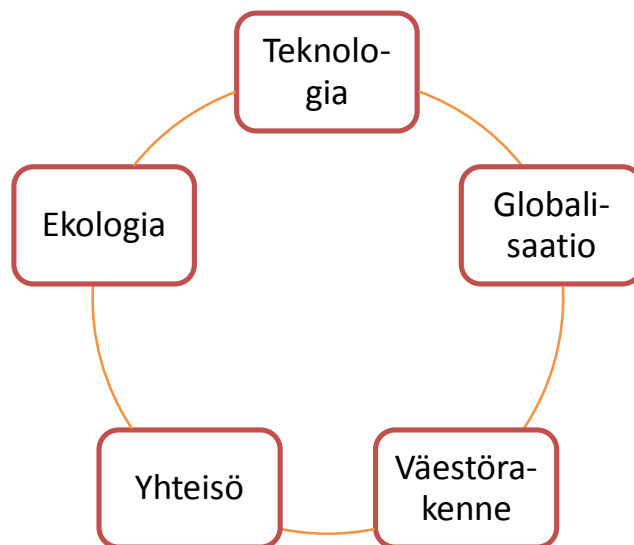 Teknolo-
gia
Globali-
saatio
Väestöra-
kenne
Yhteisö
Ekologia